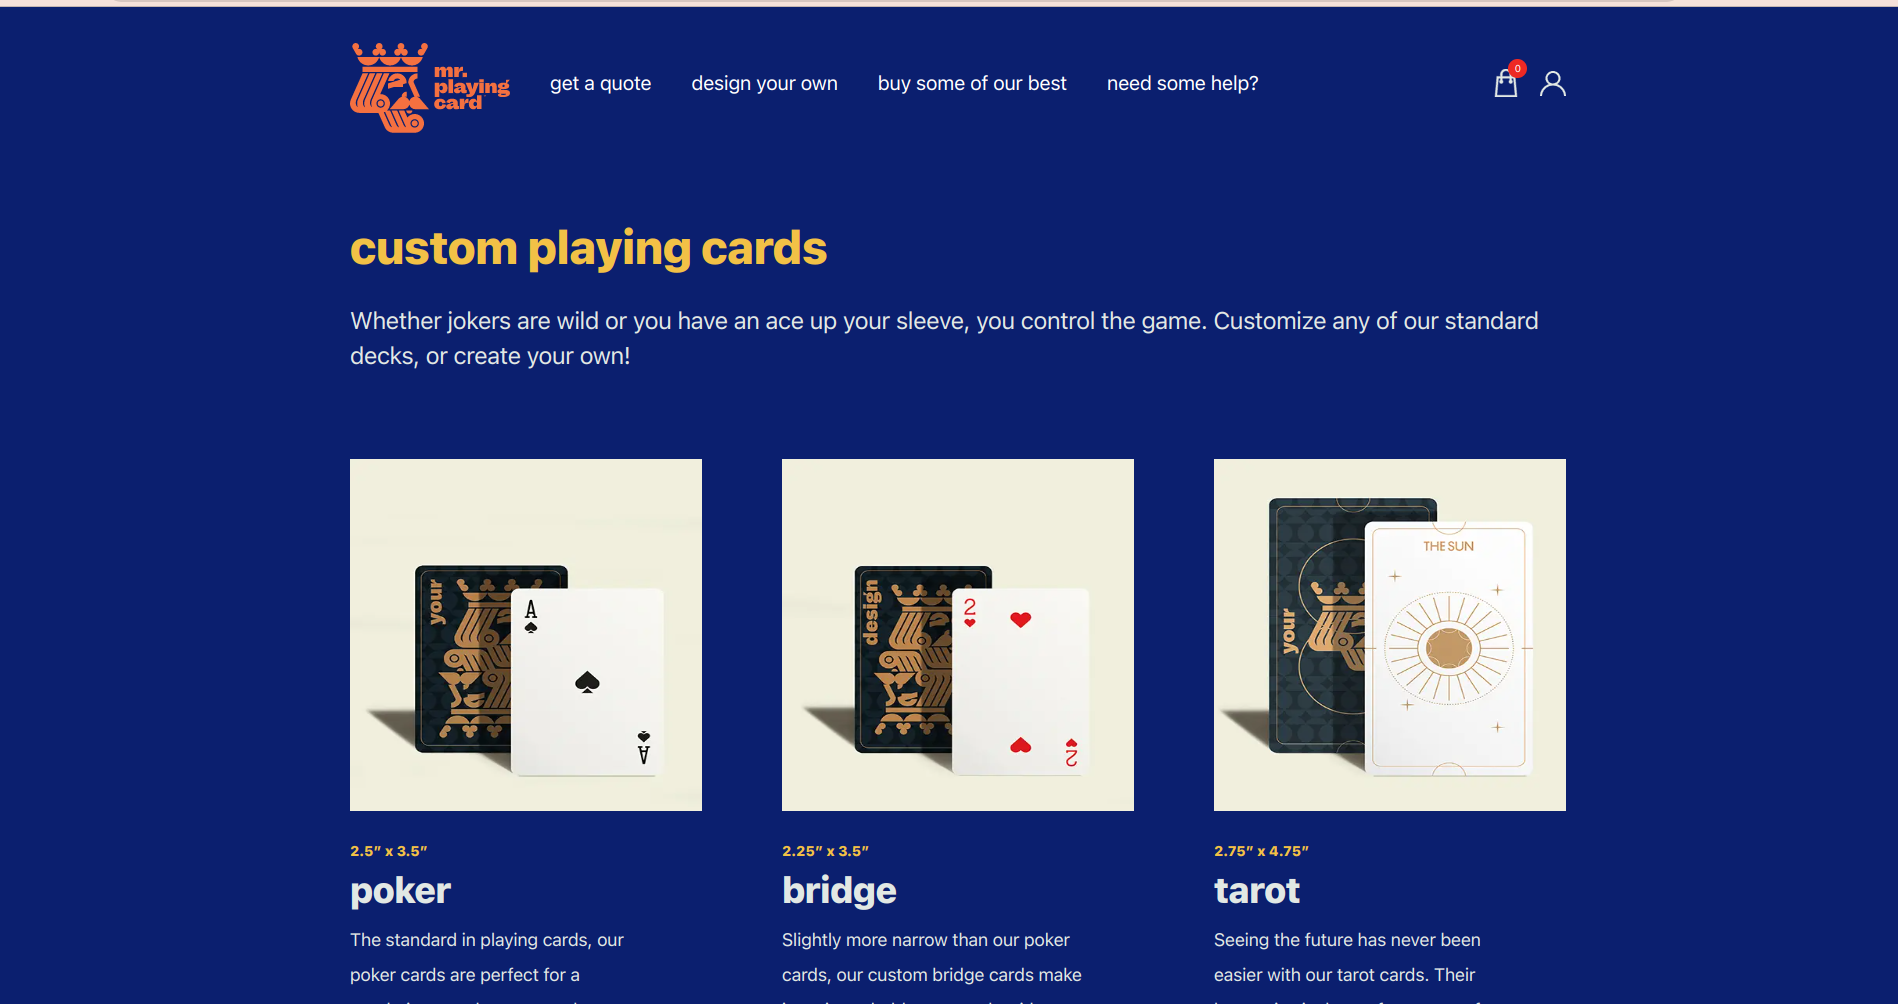 mr.
playing
card
get a quote
design your own
buy some of our best
need some help?
0
custom playing cards
Whether jokers are wild or you have an ace up your sleeve, you control the game. Customize any of our standard
decks, or create your own!
your
A
A
design
2
2
your
THE SUN
2.5” x 3.5”
poker
The standard in playing cards, our
poker cards are perfect for a
2.25” x 3.5”
bridge
Slightly more narrow than our poker
cards, our custom bridge cards make
2.75” x 4.75”
tarot
Seeing the future has never been
easier with our tarot cards. Their